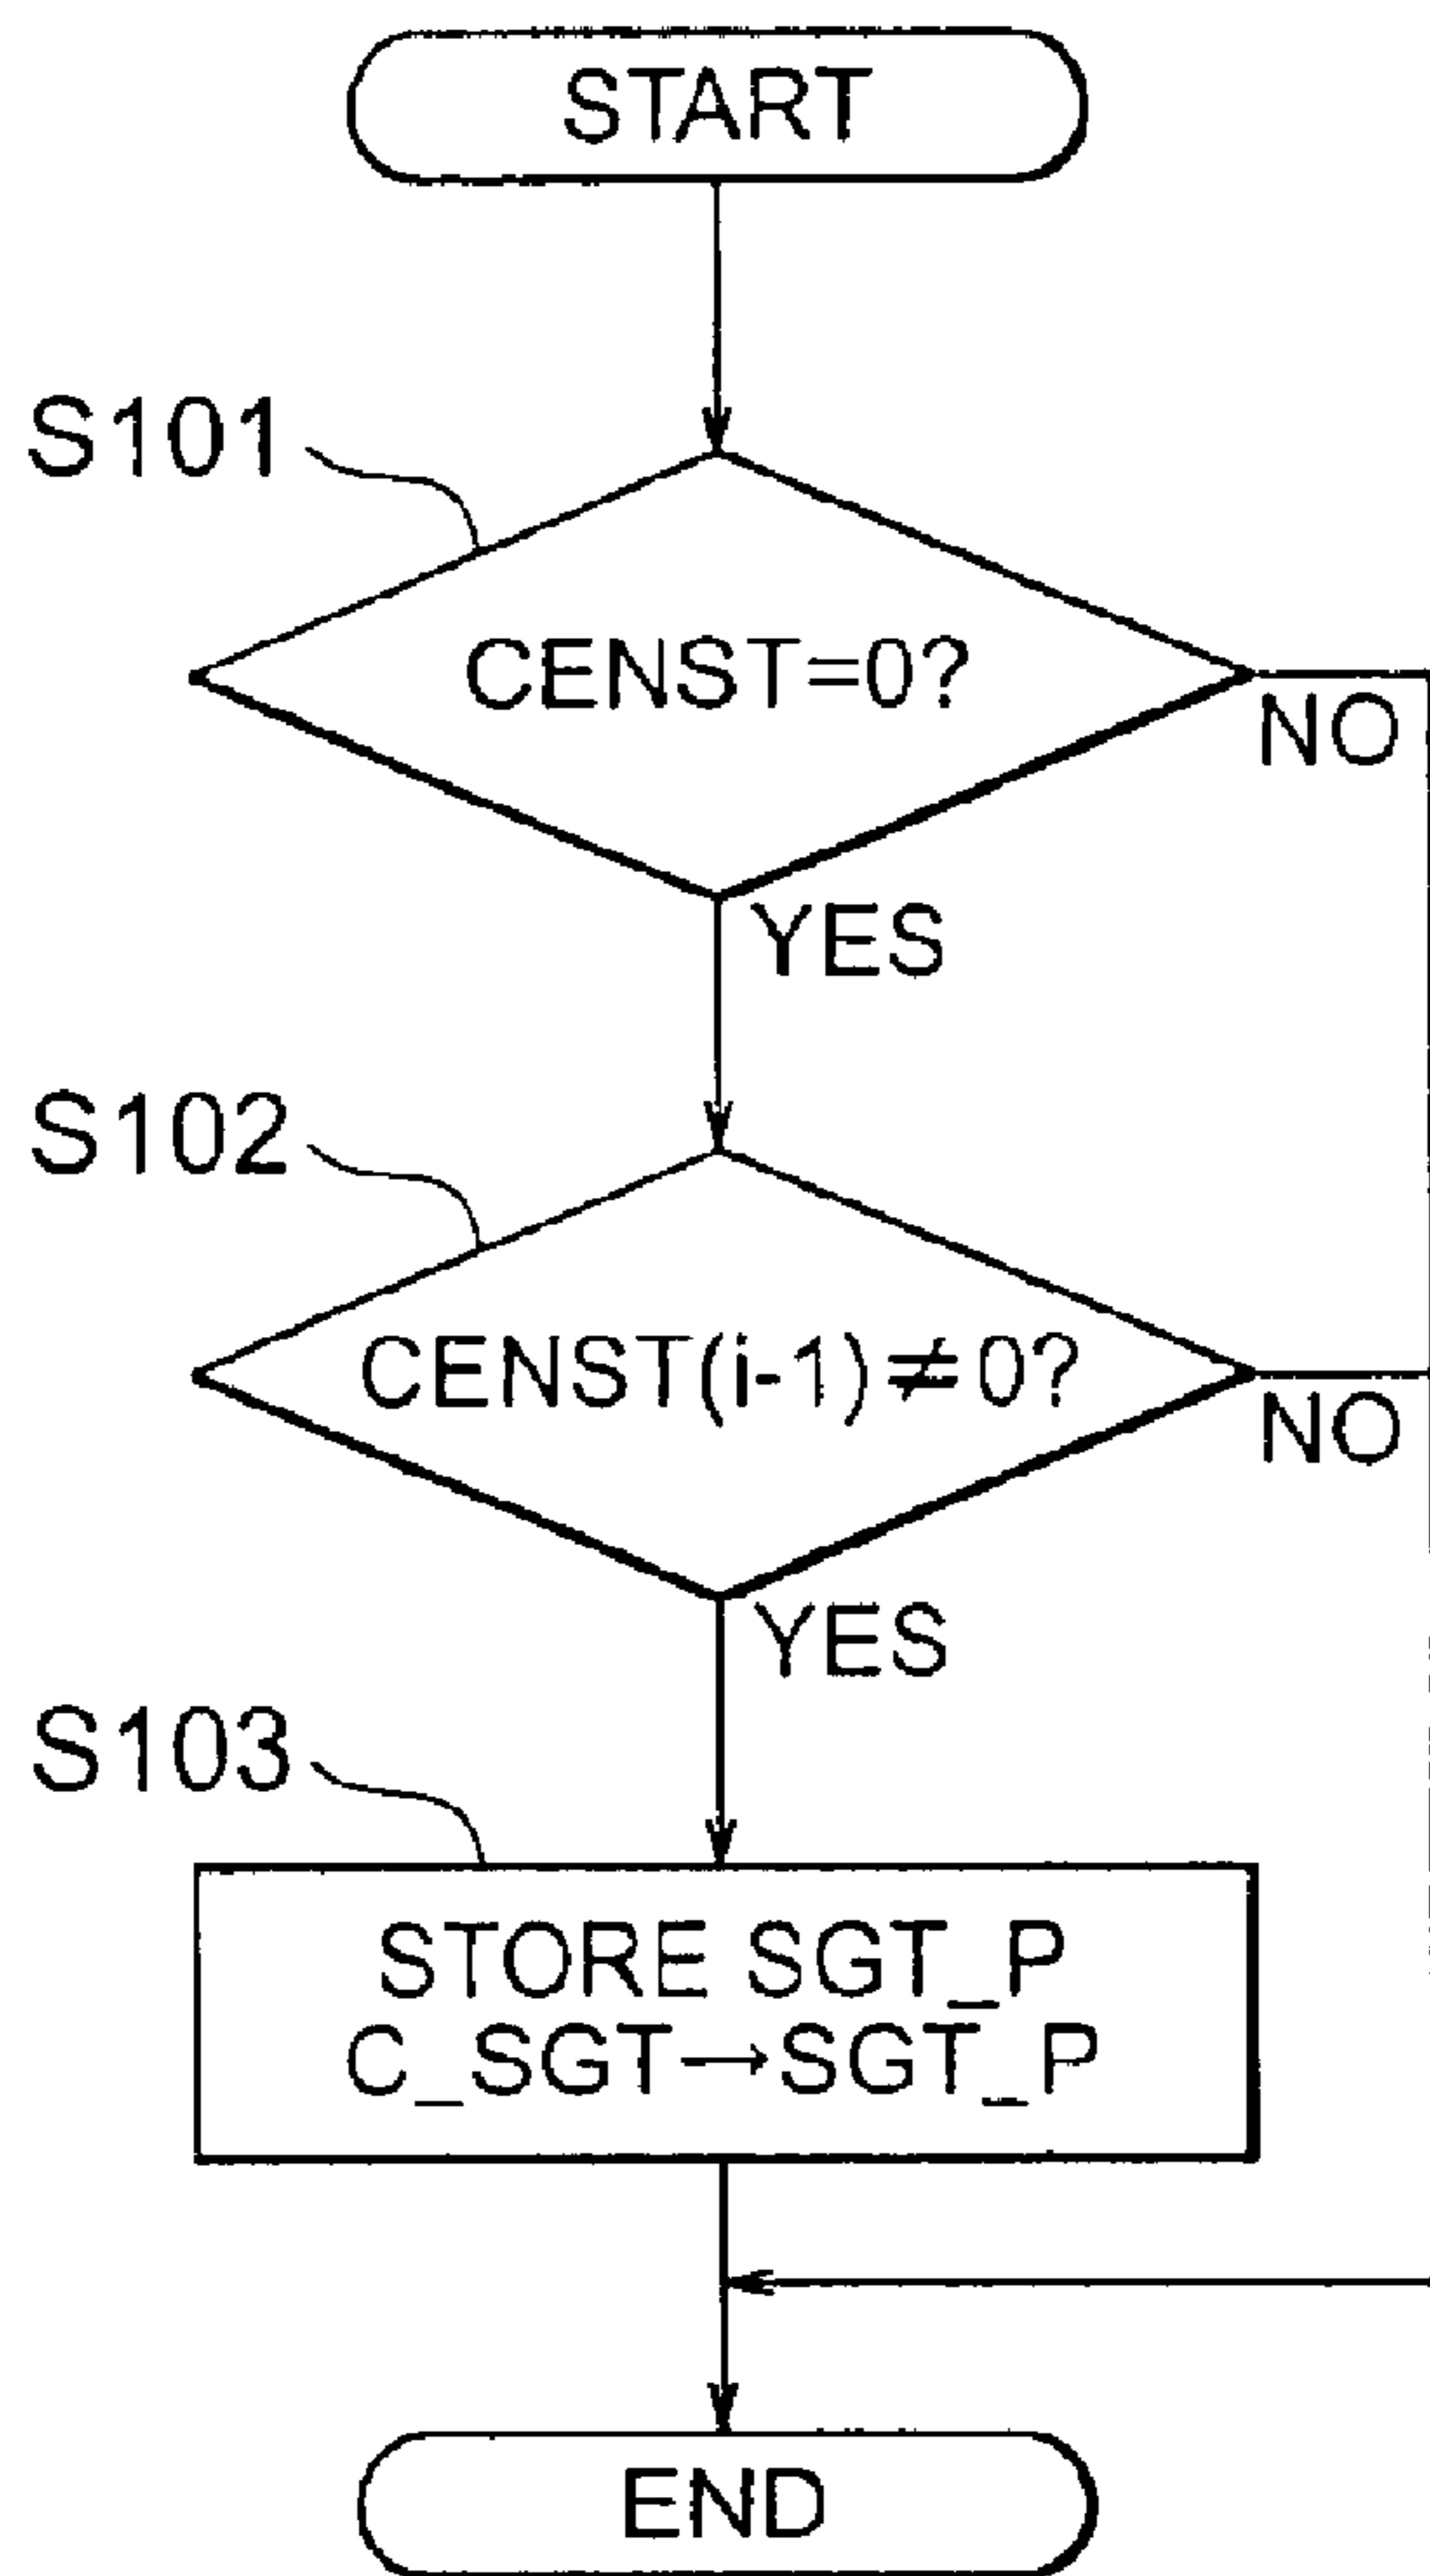 START
S101
CENST=0?
NO
YES
S102
CENST(i-1)≠0?
NO
YES
S103
STORE SGT_P
C_SGT→SGT_P
END